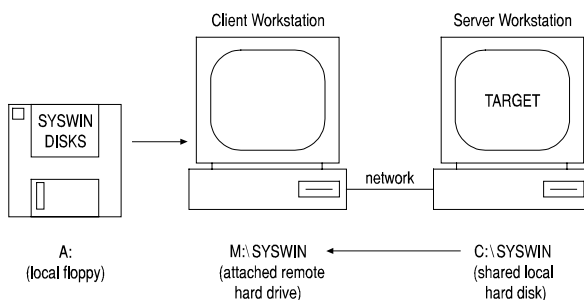 Client Workstation
Server Workstation
SYSWIN
DISKS
TARGET
network
A:
(local floppy)
M:\SYSWIN
(attached remote
hard drive)
C:\SYSWIN
(shared local
hard disk)